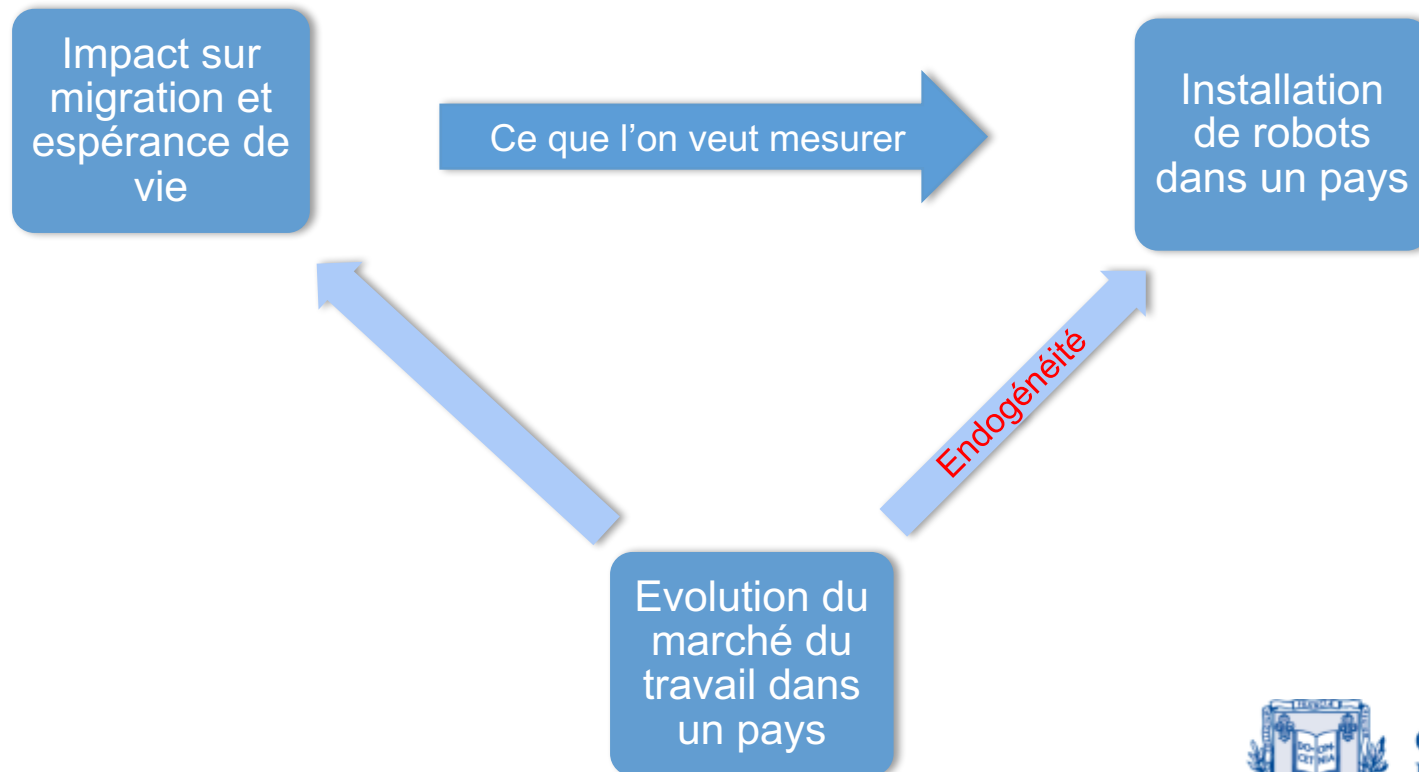 Impact sur
migration et
espérance de
vie
Ce que l’on veut mesurer
Installation
de robots
dans un pays
Endogénéité
Evolution du
marché du
travail dans
un pays